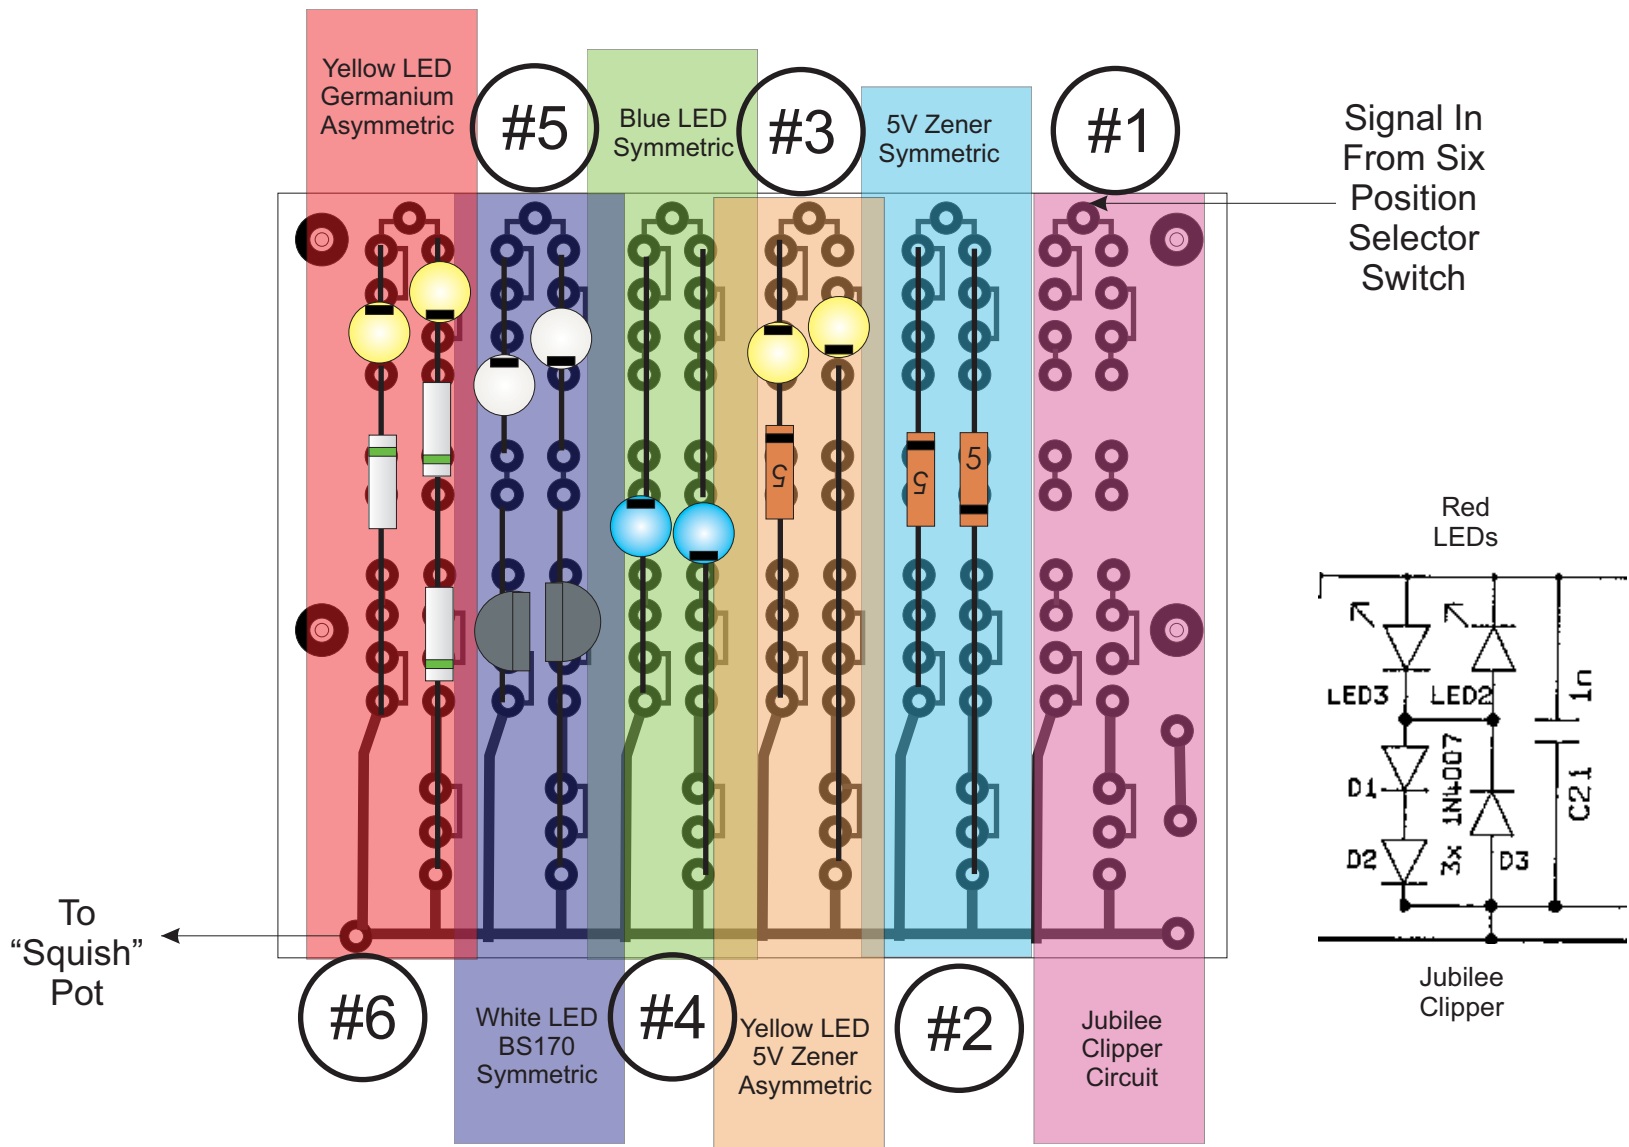 Yellow LED
Germanium
Asymmetric
#5
Blue LED
Symmetric
#3
5V Zener
Symmetric
#1
Signal In
From Six
Position
Selector
Switch
5
5
5
Red
LEDs
LED3
LED2
1n
D1
3x 1N4007
C21
D2
D3
Jubilee
Clipper
To
“Squish”
Pot
#6
White LED
BS170
Symmetric
#4
Yellow LED
5V Zener
Asymmetric
#2
Jubilee
Clipper
Circuit